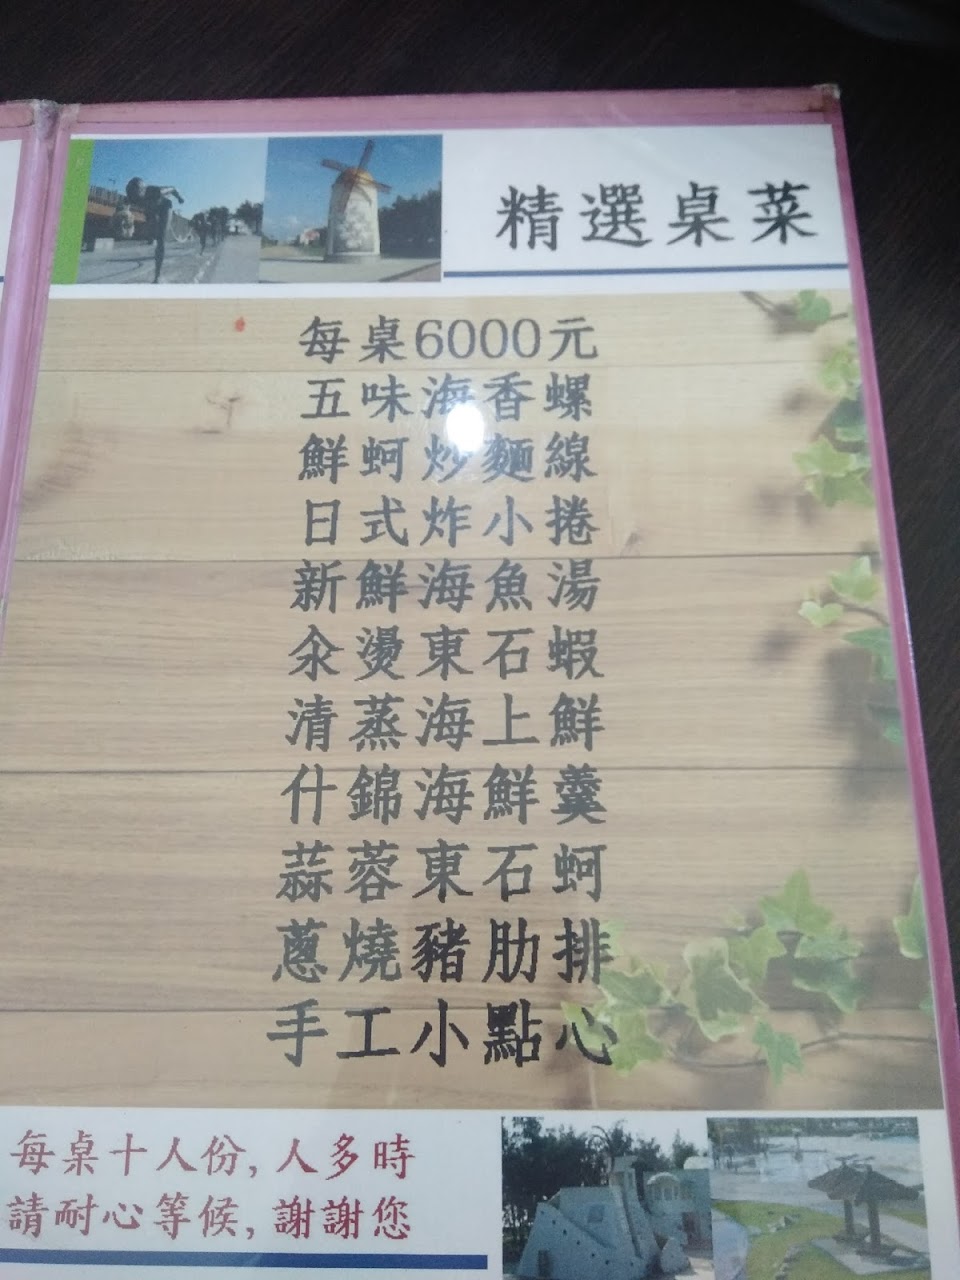 精選桌菜
每桌6000元
五味海香螺
鮮蚵炒麵線
日式炸小捲
新鮮海魚湯
汆燙東石蝦
清蒸海上鮮
什錦海鮮羹
蒜蓉東石蚵
蔥燒豬肋排
手工小點心
每桌十人份,人多時
請耐心等候,謝謝您